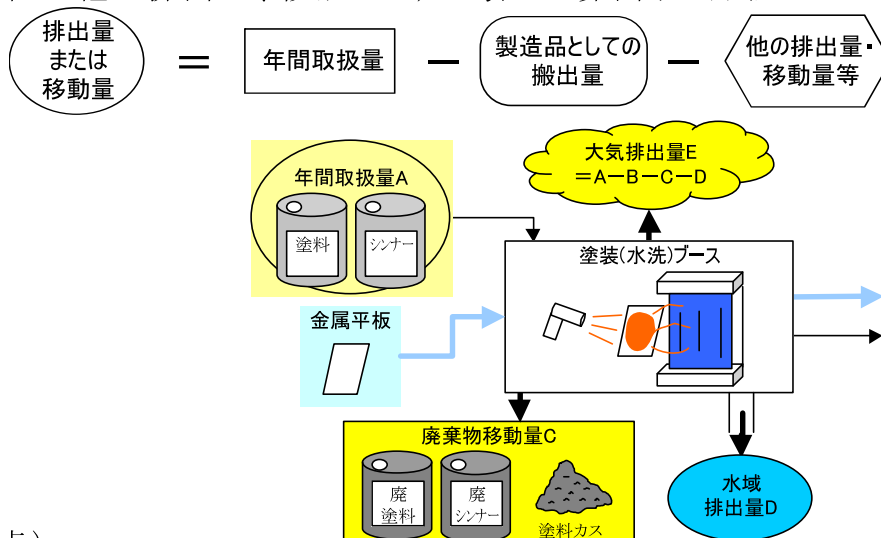 排出量
または
移動量
＝
年間取扱量
－
製造品としての
搬出量
－
他の排出量・
移動量等
大気排出量E
＝A－B－C－D
年間取扱量A
塗料
シンナー
塗装(水洗)ブース
金属平板
廃棄物移動量C
廃
塗料
廃
シンナー
塗料カス
水域
排出量D
点）